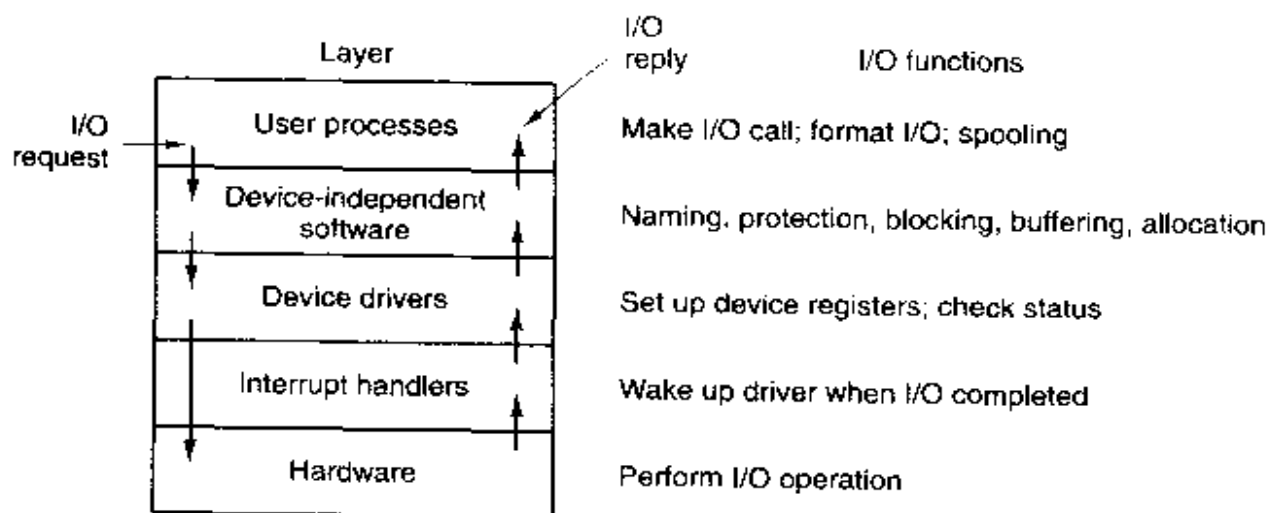 Layer
I/O
reply
I/O functions
I/O
request
User processes
Make I/O call; format I/O; spooling
Device-independent
software
Naming, protection, blocking, buffering, allocation
Device drivers
Set up device registers; check status
Interrupt handlers
Wake up driver when I/O completed
Hardware
Perform I/O operation